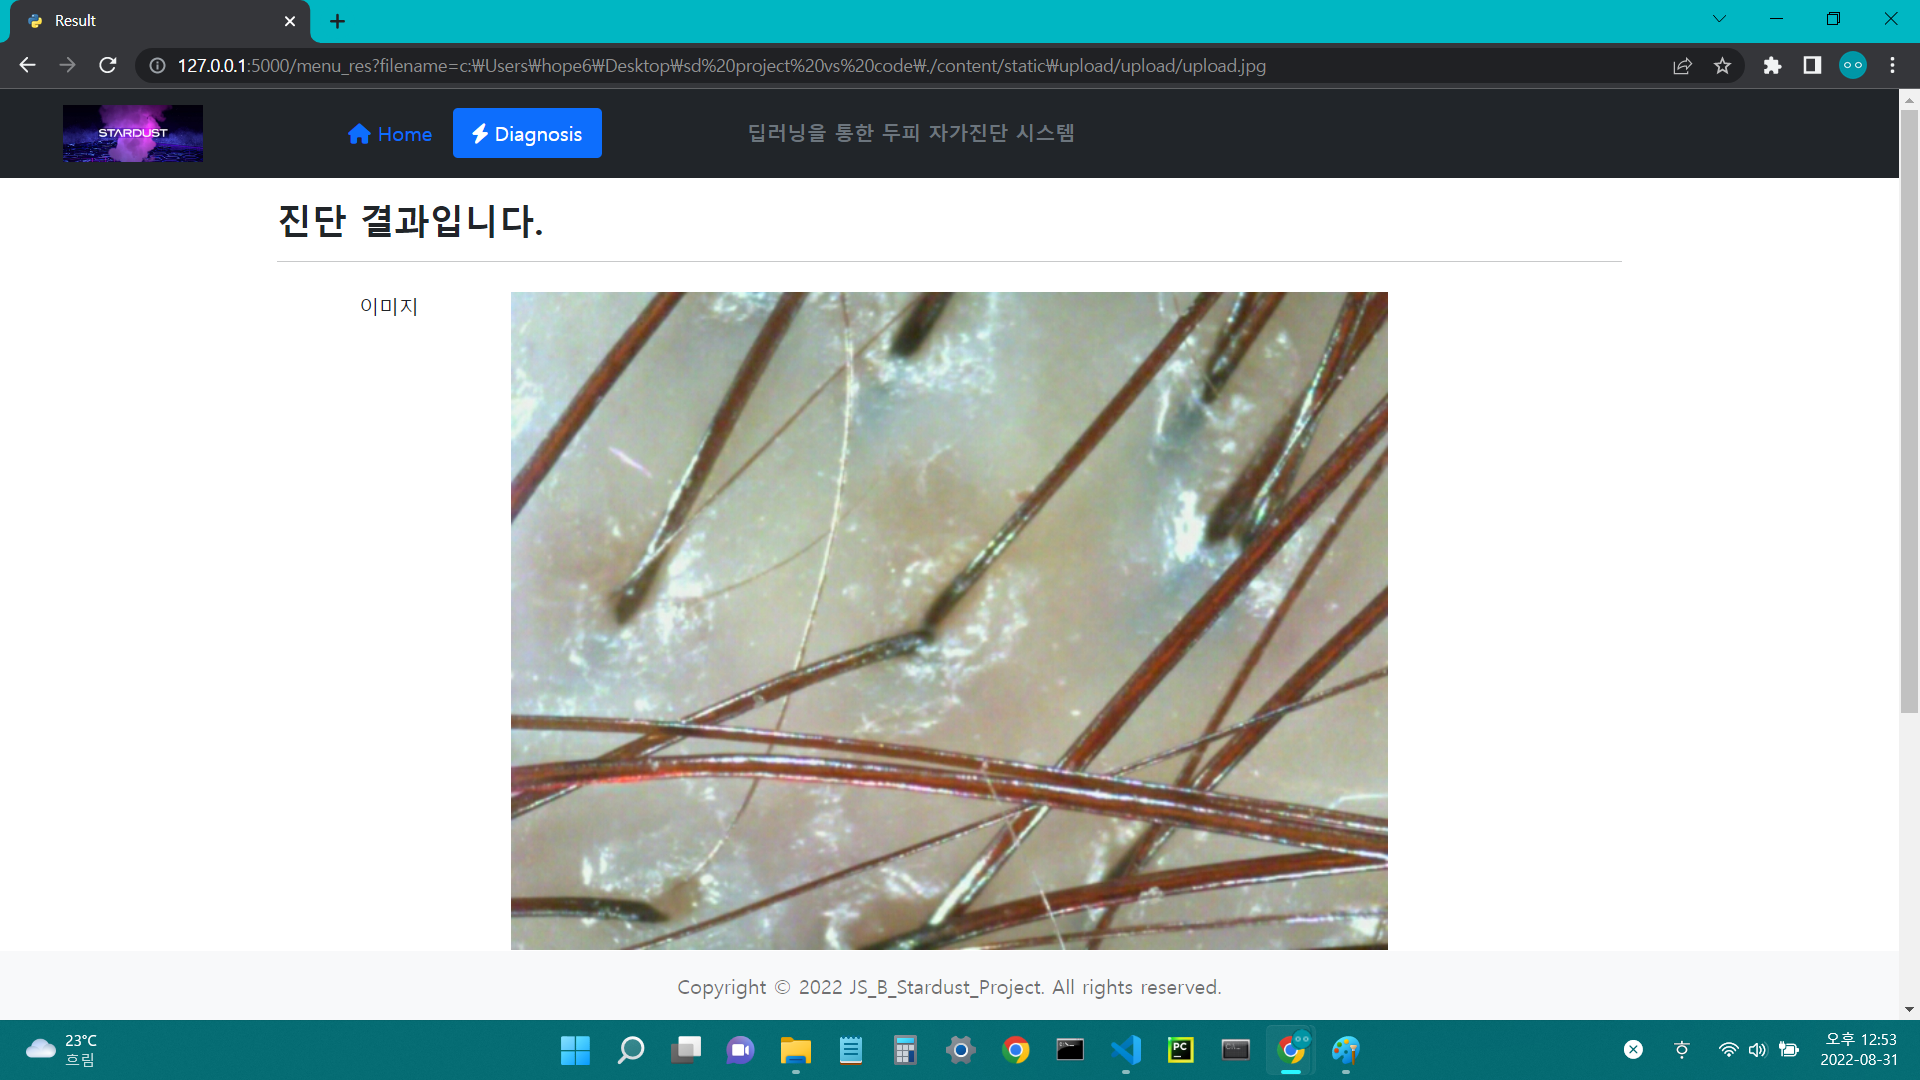 Result
127.0.0.1:5000/menu_res?filename=c:₩Users₩hope6₩Desktop₩sd%20project%20vs%20code₩./content/static₩upload/upload/upload.jpg
STARDUST
Home
Diagnosis
딥러닝을 통한 두피 자가진단 시스템
진단 결과입니다.
이미지
Copyright © 2022 JS_B_Stardust_Project. All rights reserved.
23°C
흐림
PC
오후 12:53
2022-08-31